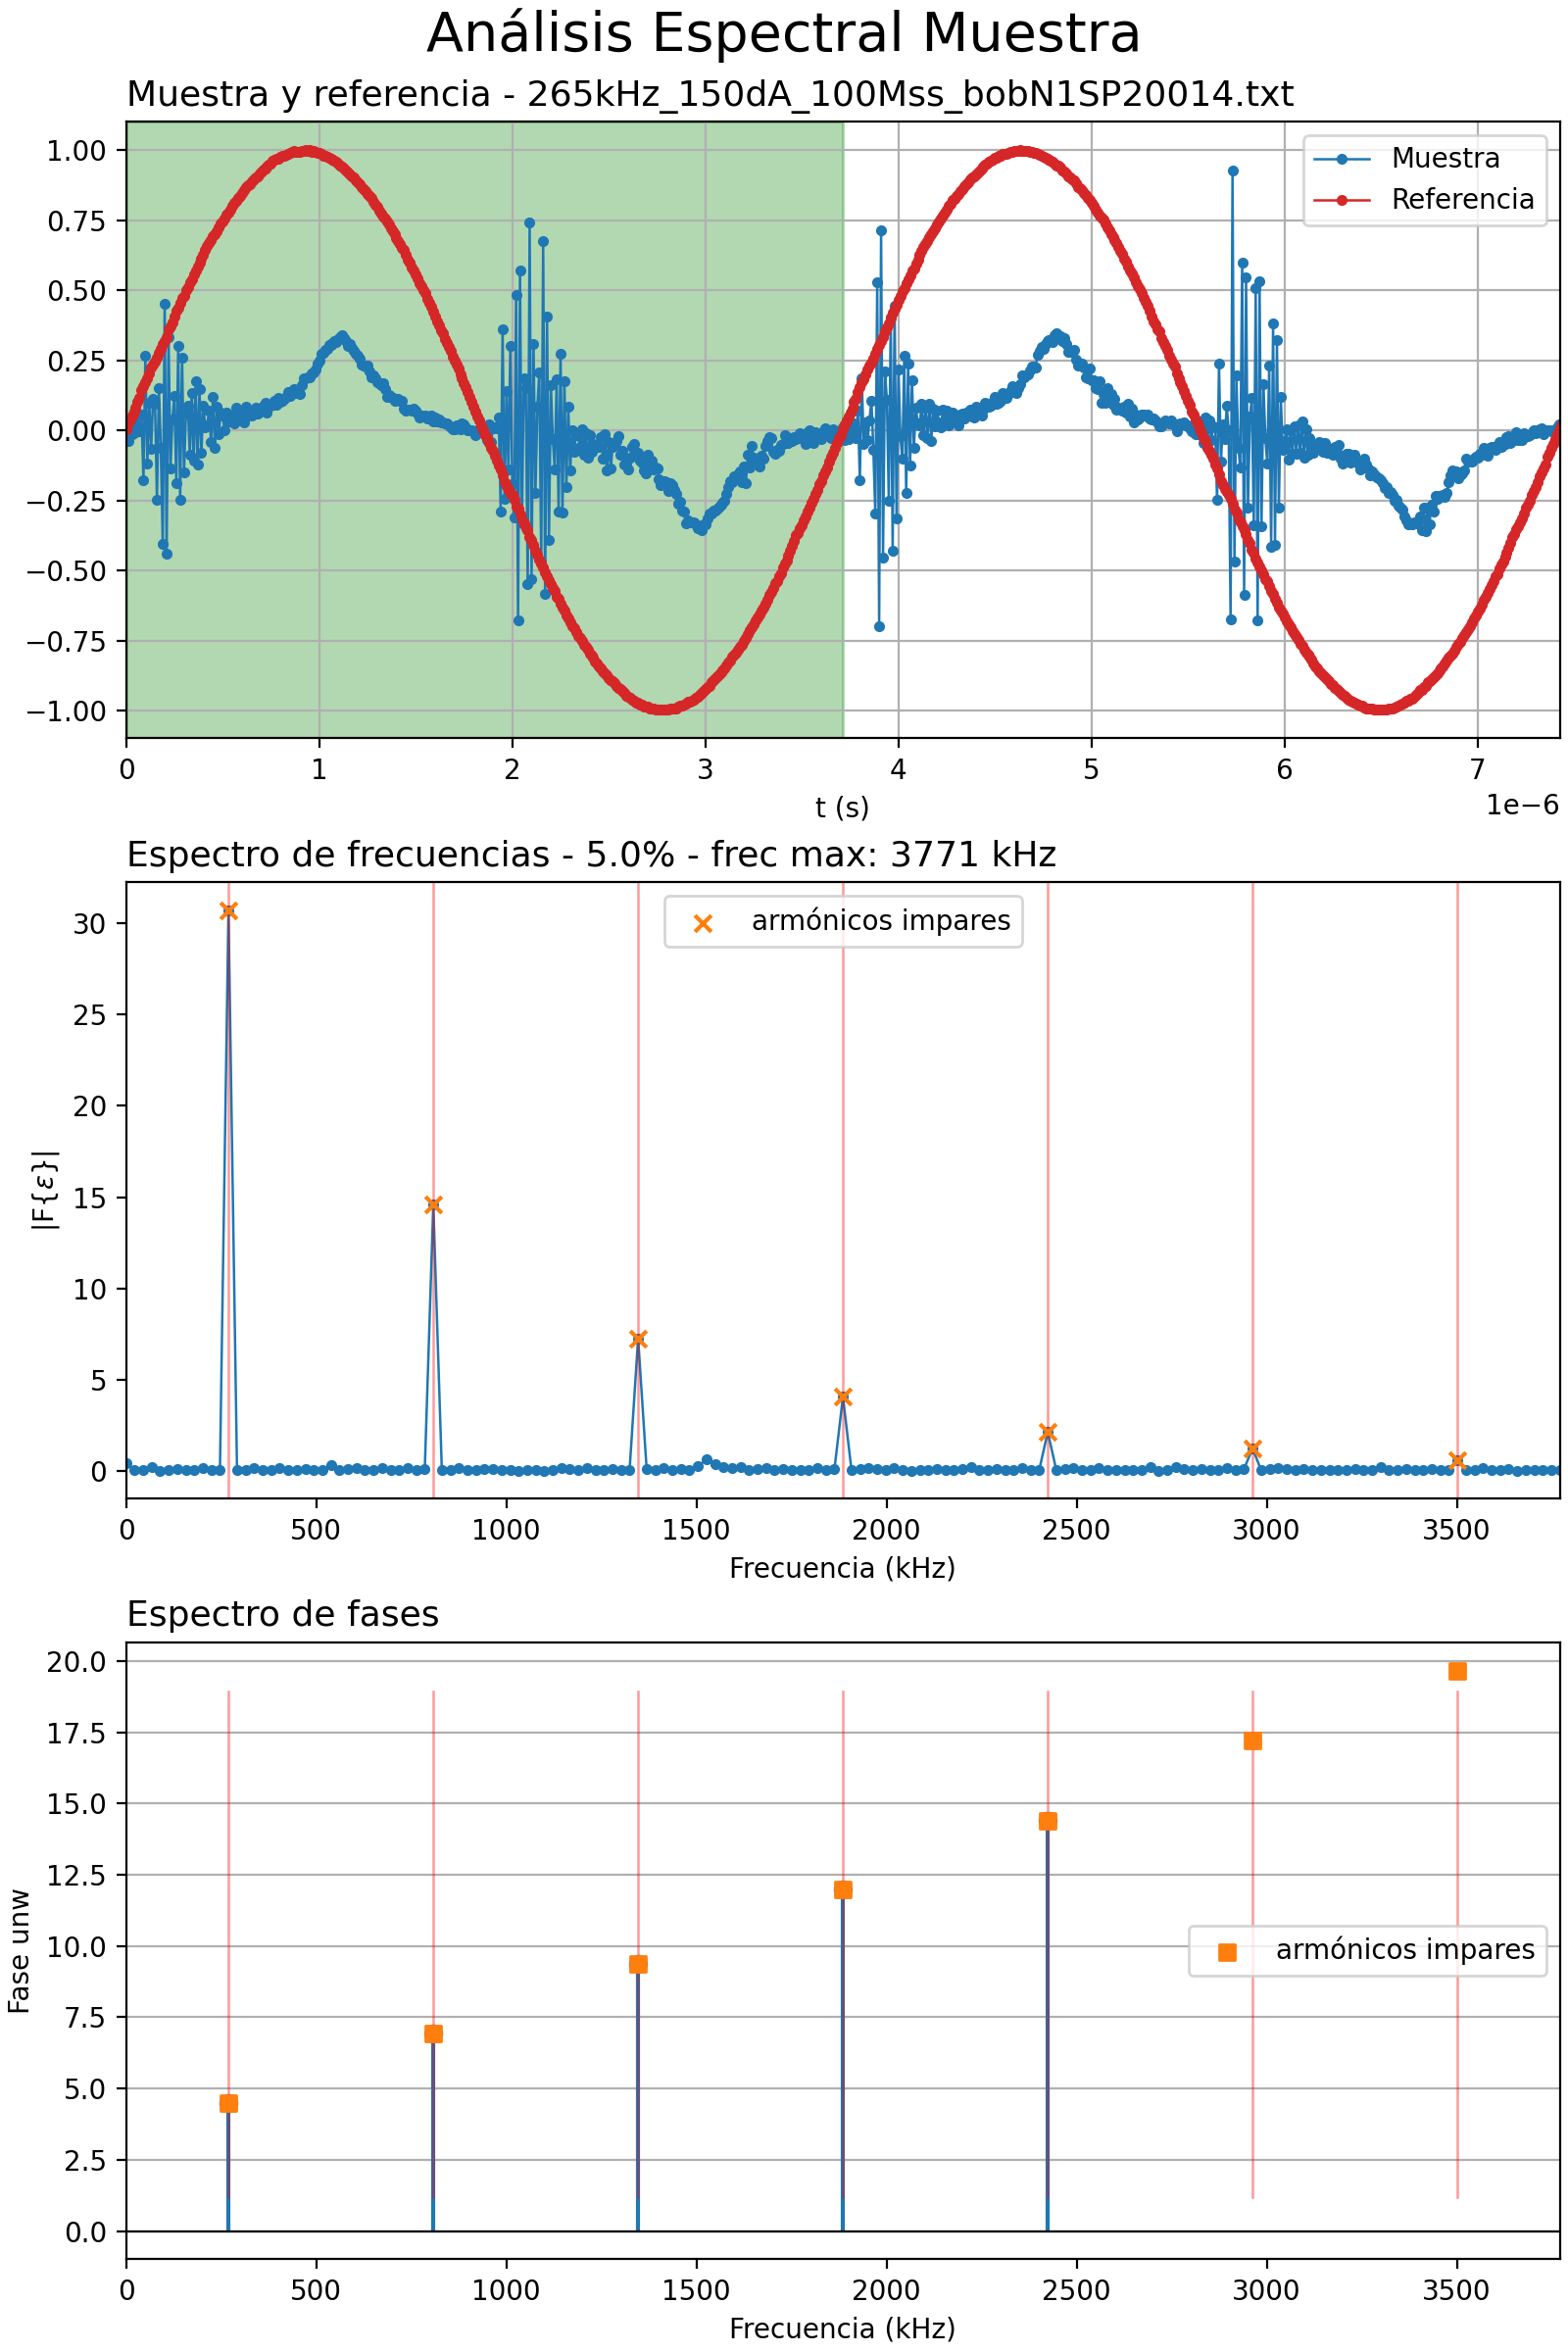 Análisis Espectral Muestra
Muestra y referencia - 265kHz_150dA_100Mss_bobN1SP20014.txt
1.00
0.75
0.50
0.25
0.00
−0.25
−0.50
−0.75
−1.00
Muestra
Referencia
0 1 2 3 4 5 6 7
1e−6
t (s)
Espectro de frecuencias - 5.0% - frec max: 3771 kHz
|F{ε}|
30
25
20
15
10
5
0
armónicos impares
0 500 1000 1500 2000 2500 3000 3500
Frecuencia (kHz)
Espectro de fases
Fase unw
20.0
17.5
15.0
12.5
10.0
7.5
5.0
2.5
0.0
armónicos impares
0 500 1000 1500 2000 2500 3000 3500
Frecuencia (kHz)